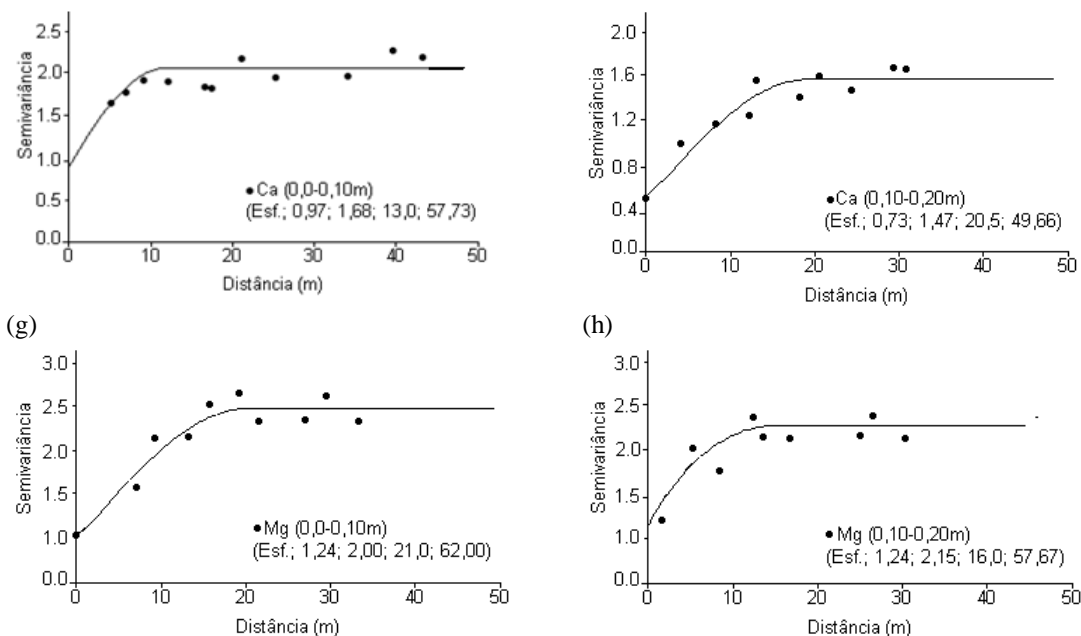 2.5
2.0
1.5
1.0
0.5
0.0
Semivariância
● Ca (0,0-0,10m)
(Esf.; 0,97; 1,68; 13,0; 57,73)
0 10 20 30 40 50
Distância (m)
1.6
1.2
0.8
0.4
0.0
Semivariância
● Ca (0,10-0,20m)
(Esf.; 0,73; 1,47; 20,5; 49,66)
0 10 20 30 40 50
Distância (m)
(g)
(h)
3.0
2.5
2.0
1.5
1.0
0.0
Semivariância
● Mg (0,0-0,10m)
(Esf.; 1,24; 2,00; 21,0; 62,00)
0 10 20 30 40 50
Distância (m)
3.0
2.5
2.0
1.5
1.0
0.0
Semivariância
● Mg (0,10-0,20m)
(Esf.; 1,24; 2,15; 16,0; 57,67)
0 10 20 30 40 50
Distância (m)